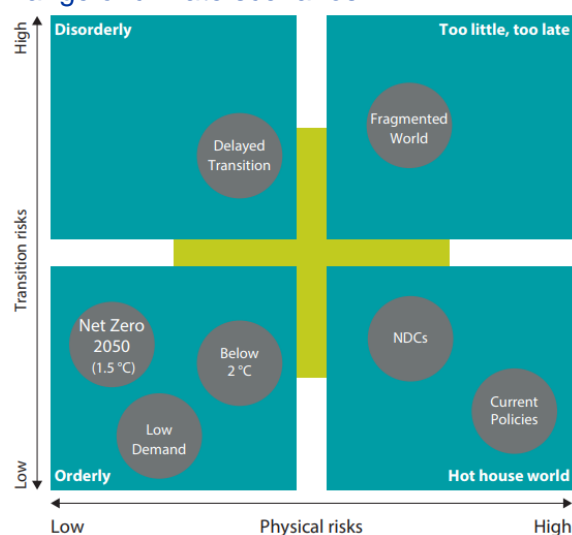 High
Disorderly
Too little, too late
Delayed
Transition
Fragmented
World
Transition risks
Net Zero
2050
(1.5 °C)
Below
2 °C
Low
Demand
NDCs
Current
Policies
Low
Orderly
Hot house world
Low
Physical risks
High